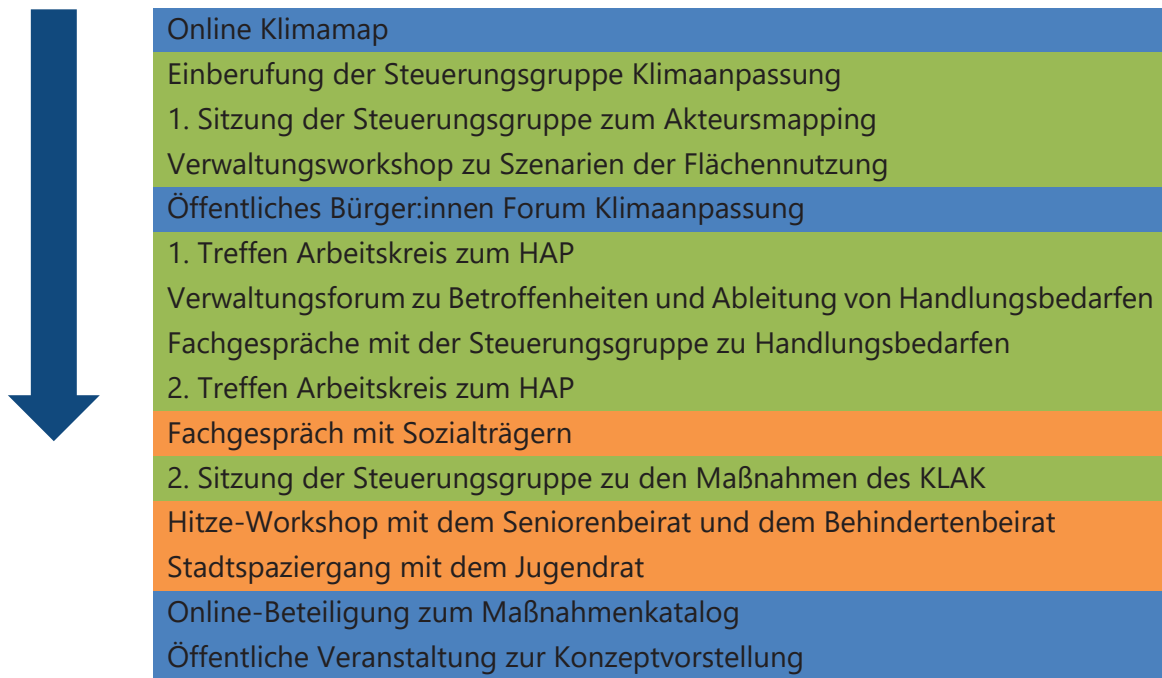 Online Klimamap
Einberufung der Steuerungsgruppe Klimaanpassung
1. Sitzung der Steuerungsgruppe zum Akteursmapping
Verwaltungsworkshop zu Szenarien der Flächennutzung
Öffentliches Bürger:innen Forum Klimaanpassung
1. Treffen Arbeitskreis zum HAP
Verwaltungsforum zu Betroffenheiten und Ableitung von Handlungsbedarfen
Fachgespräche mit der Steuerungsgruppe zu Handlungsbedarfen
2. Treffen Arbeitskreis zum HAP
Fachgespräch mit Sozialträgern
2. Sitzung der Steuerungsgruppe zu den Maßnahmen des KLAK
Hitze-Workshop mit dem Seniorenbeirat und dem Behindertenbeirat
Stadtspaziergang mit dem Jugendrat
Online-Beteiligung zum Maßnahmenkatalog
Öffentliche Veranstaltung zur Konzeptvorstellung